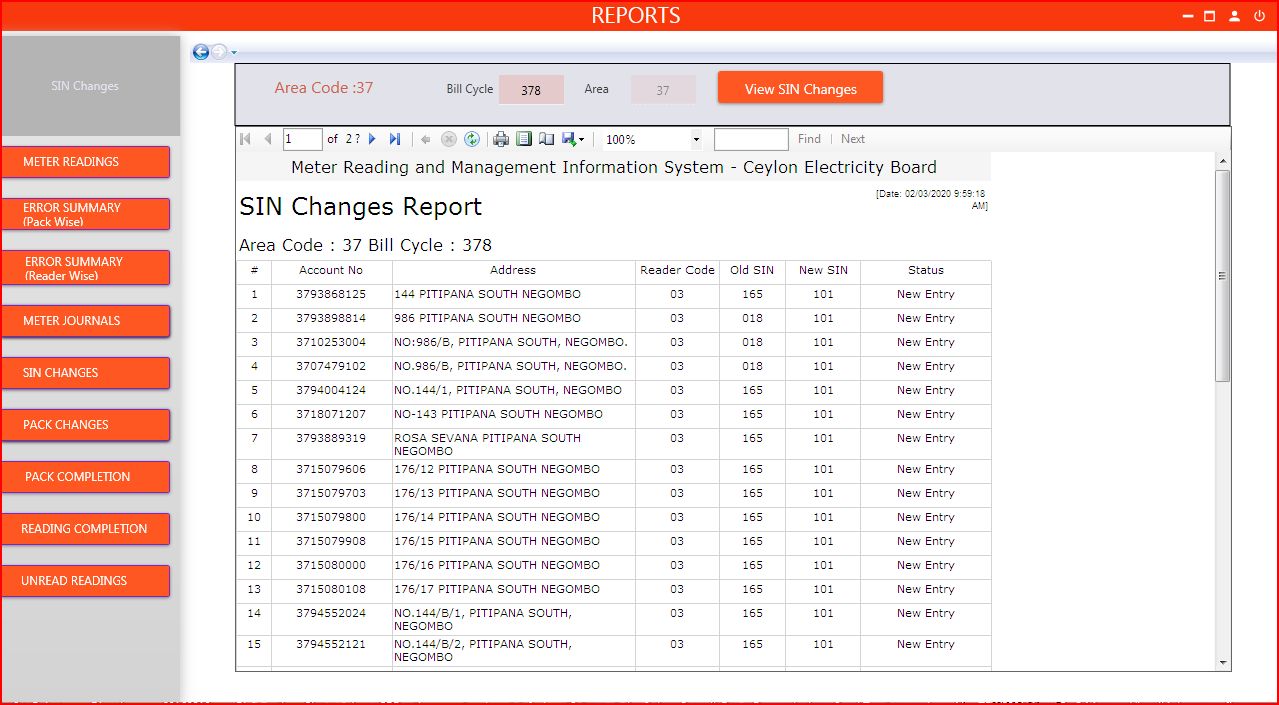 REPORTS
SIN Changes
METER READINGS
ERROR SUMMARY
(Pack Wise)
ERROR SUMMARY
(Reader Wise)
METER JOURNALS
SIN CHANGES
PACK CHANGES
PACK COMPLETION
READING COMPLETION
UNREAD READINGS
Area Code :37 Bill Cycle 378 Area 37 View SIN Changes
1 of 2 ? 100% Find | Next
Meter Reading and Management Information System - Ceylon Electricity Board
[Date: 02/03/2020 9:59:18
AM]
SIN Changes Report
Area Code : 37 Bill Cycle : 378
# Account No Address Reader Code Old SIN New SIN Status
1 3793868125 144 PITIPANA SOUTH NEGOMBO 03 165 101 New Entry
2 3793898814 986 PITIPANA SOUTH NEGOMBO 03 018 101 New Entry
3 3710253004 NO:986/B, PITIPANA SOUTH, NEGOMBO. 03 018 101 New Entry
4 3707479102 NO.986/B, PITIPANA SOUTH, NEGOMBO. 03 018 101 New Entry
5 3794004124 NO.144/1, PITIPANA SOUTH, NEGOMBO 03 165 101 New Entry
6 3718071207 NO-143 PITIPANA SOUTH NEGOMBO 03 165 101 New Entry
7 3793889319 ROSA SEVANA PITIPANA SOUTH 03 165 101 New Entry
NEGOMBO
8 3715079606 176/12 PITIPANA SOUTH NEGOMBO 03 165 101 New Entry
9 3715079703 176/13 PITIPANA SOUTH NEGOMBO 03 165 101 New Entry
10 3715079800 176/14 PITIPANA SOUTH NEGOMBO 03 165 101 New Entry
11 3715079908 176/15 PITIPANA SOUTH NEGOMBO 03 165 101 New Entry
12 3715080000 176/16 PITIPANA SOUTH NEGOMBO 03 165 101 New Entry
13 3715080108 176/17 PITIPANA SOUTH NEGOMBO 03 165 101 New Entry
14 3794552024 NO.144/B/1, PITIPANA SOUTH, 03 165 101 New Entry
NEGOMBO
15 3794552121 NO.144/B/2, PITIPANA SOUTH, 03 165 101 New Entry
NEGOMBO